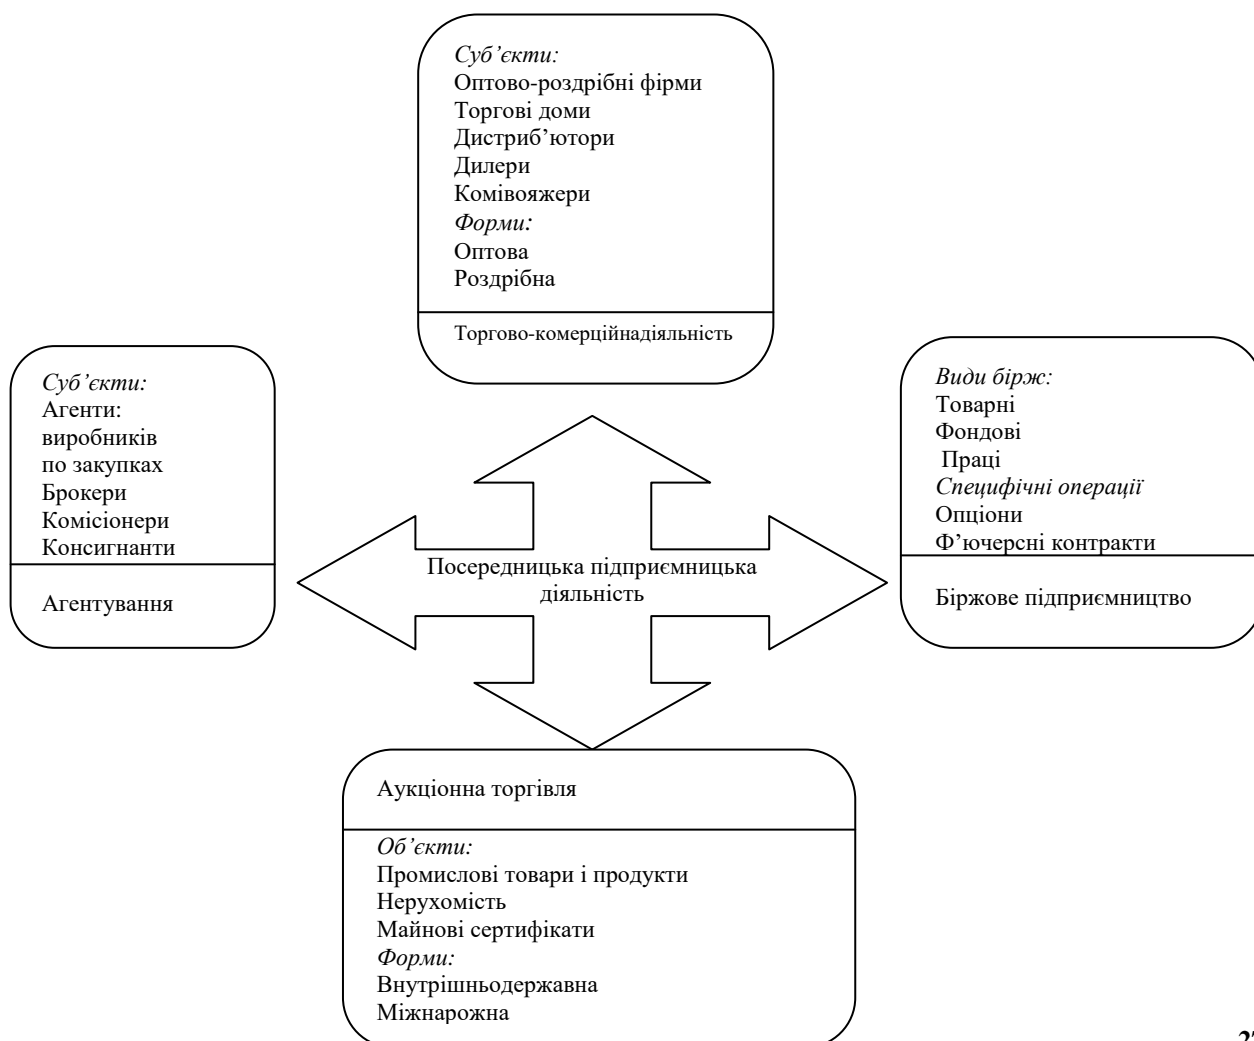 Суб’єкти:
Оптово-роздрібні фірми
Торгові доми
Дистриб’ютори
Дилери
Комівояжери
Форми:
Оптова
Роздрібна
Торгово-комерційнадіяльність
Суб’єкти:
Агенти:
виробників
по закупках
Брокери
Комісіонери
Консигнанти
Агентування
Види бірж:
Товарні
Фондові
Праці
Специфічні операції
Опціони
Ф’ючерсні контракти
Біржове підприємництво
Посередницька підприємницька
діяльність
Аукціонна торгівля
Об’єкти:
Промислові товари і продукти
Нерухомість
Майнові сертифікати
Форми:
Внутрішньодержавна
Міжнарожна